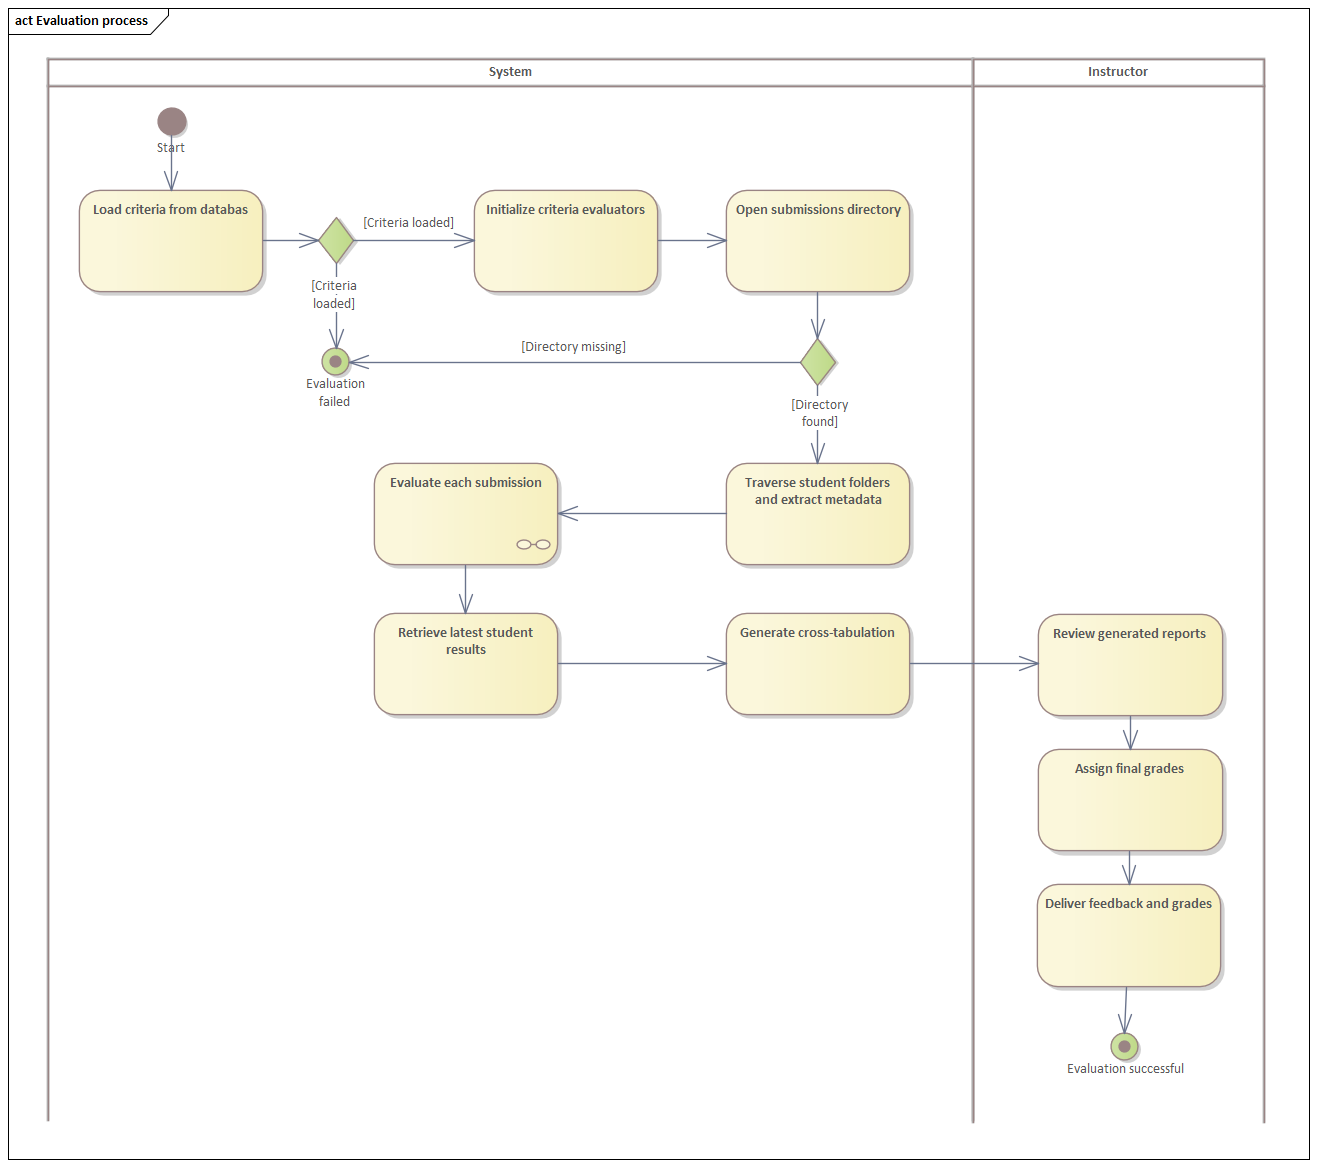 act Evaluation process
System
Instructor
Start
Load criteria from databas
[Criteria loaded]
Initialize criteria evaluators
Open submissions directory
[Criteria
loaded]
[Directory missing]
Evaluation
failed
[Directory
found]
Evaluate each submission
Traverse student folders
and extract metadata
Retrieve latest student
results
Generate cross-tabulation
Review generated reports
Assign final grades
Deliver feedback and grades
Evaluation successful